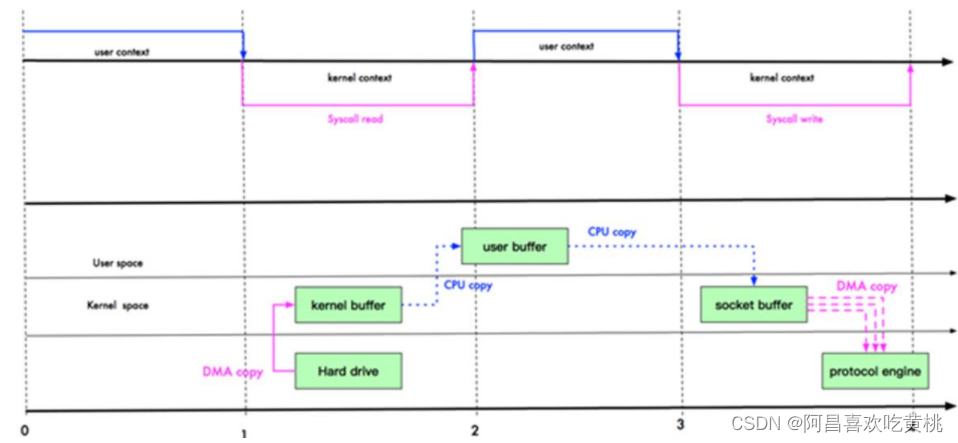 user context
user context
kernel context
kernel context
Syscall read
Syscall write
user buffer
CPU copy
User space
CPU copy
Kernel space
kernel buffer
socket buffer
DMA copy
DMA copy
Hard drive
protocol engine
0
1
2
3
CSDN @阿昌喜欢吃黄桃